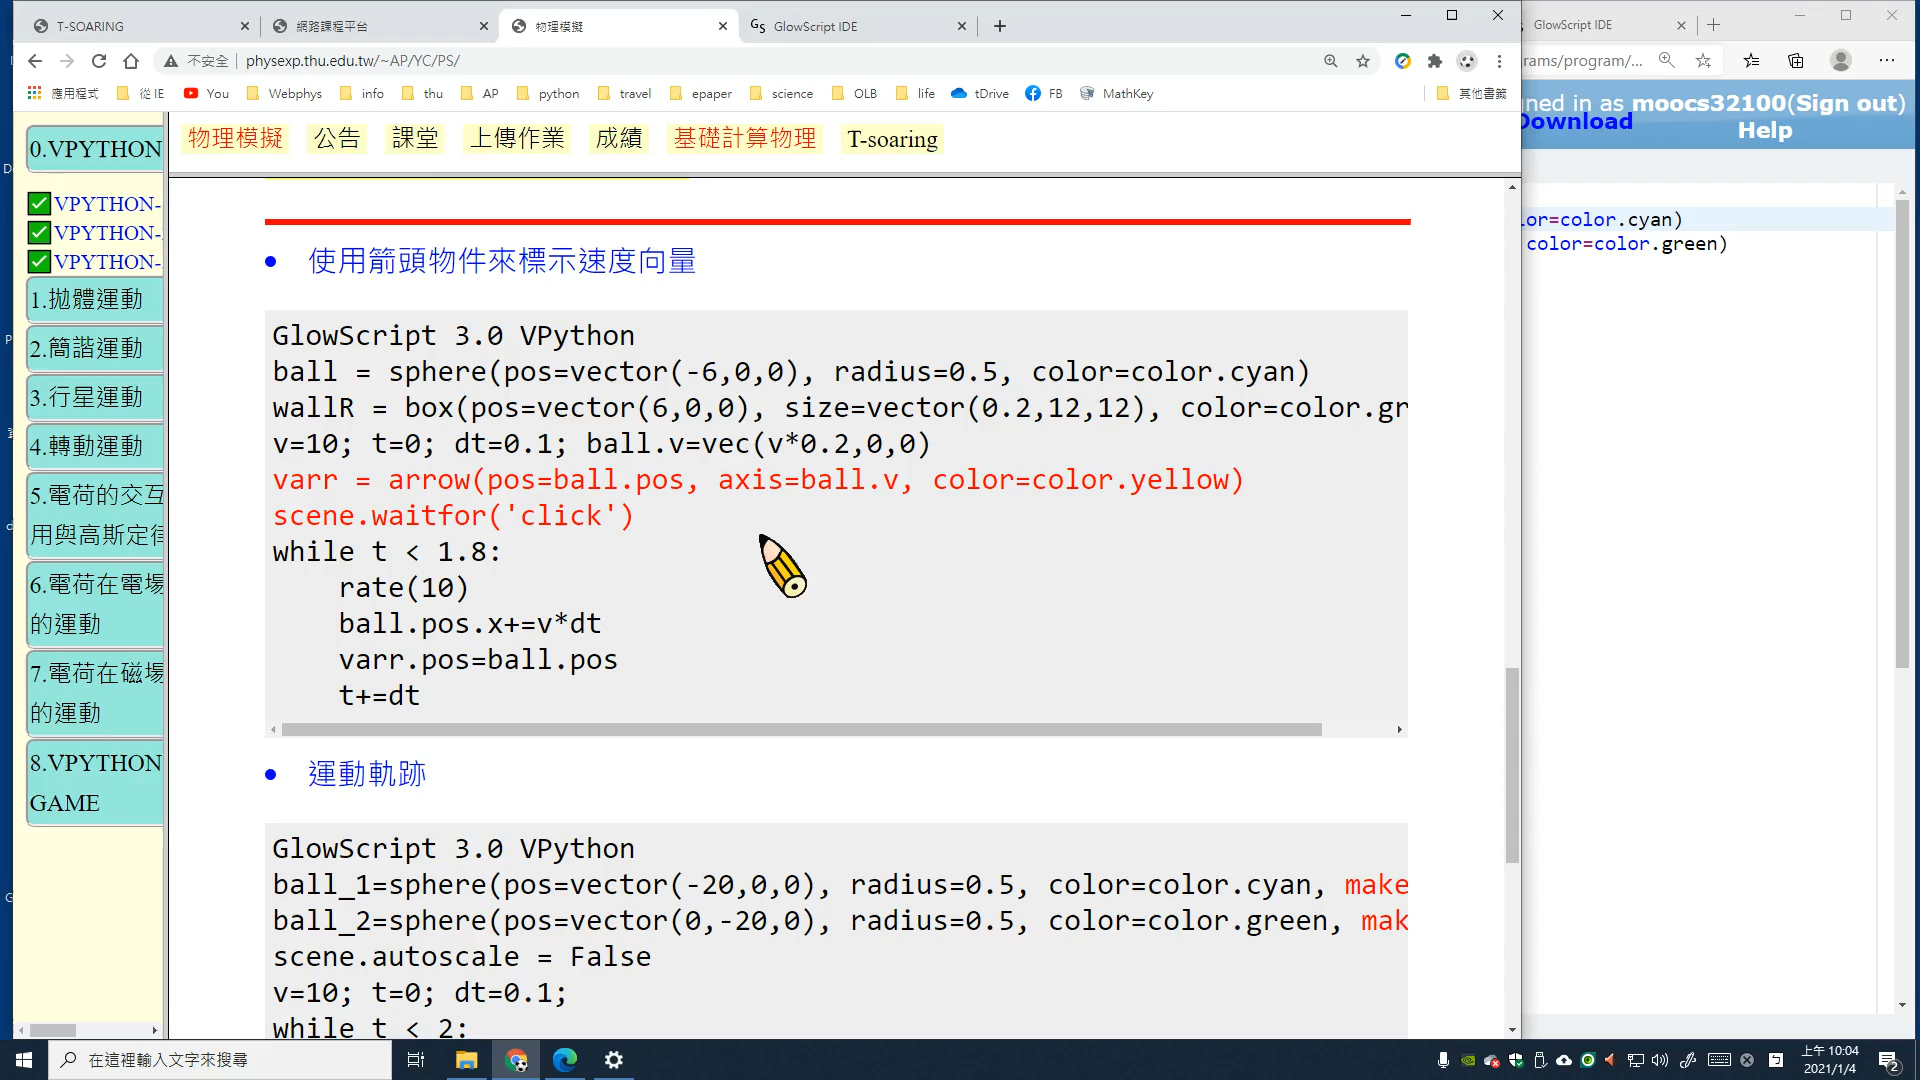 T-SOARING
網路課程平台
物理模擬
GlowScript IDE
GlowScript IDE
不安全
physexp.thu.edu.tw/~AP/YC/PS/
rams/program/...
應用程式
從 IE
You
Webphys
info
thu
AP
python
travel
epaper
science
OLB
life
tDrive
FB
MathKey
其他書籤
ned in as moocs32100(Sign out)
Download
Help
物理模擬
公告
課堂
上傳作業
成績
基礎計算物理
T-soaring
0.VPYTHON
VPYTHON-
VPYTHON-
VPYTHON-
1.拋體運動
2.簡諧運動
3.行星運動
4.轉動運動
5.電荷的交互
用與高斯定律
6.電荷在電場
的運動
7.電荷在磁場
的運動
8.VPYTHON
GAME
使用箭頭物件來標示速度向量
GlowScript 3.0 VPython
ball = sphere(pos=vector(-6,0,0), radius=0.5, color=color.cyan)
wallR = box(pos=vector(6,0,0), size=vector(0.2,12,12), color=color.gr
v=10; t=0; dt=0.1; ball.v=vec(v*0.2,0,0)
varr = arrow(pos=ball.pos, axis=ball.v, color=color.yellow)
scene.waitfor('click')
while t < 1.8:
    rate(10)
    ball.pos.x+=v*dt
    varr.pos=ball.pos
    t+=dt
運動軌跡
GlowScript 3.0 VPython
ball_1=sphere(pos=vector(-20,0,0), radius=0.5, color=color.cyan, make
ball_2=sphere(pos=vector(0,-20,0), radius=0.5, color=color.green, mak
scene.autoscale = False
v=10; t=0; dt=0.1;
while t < 2:
lor=color.cyan)
color=color.green)
在這裡輸入文字來搜尋
上午 10:04
2021/1/4
2